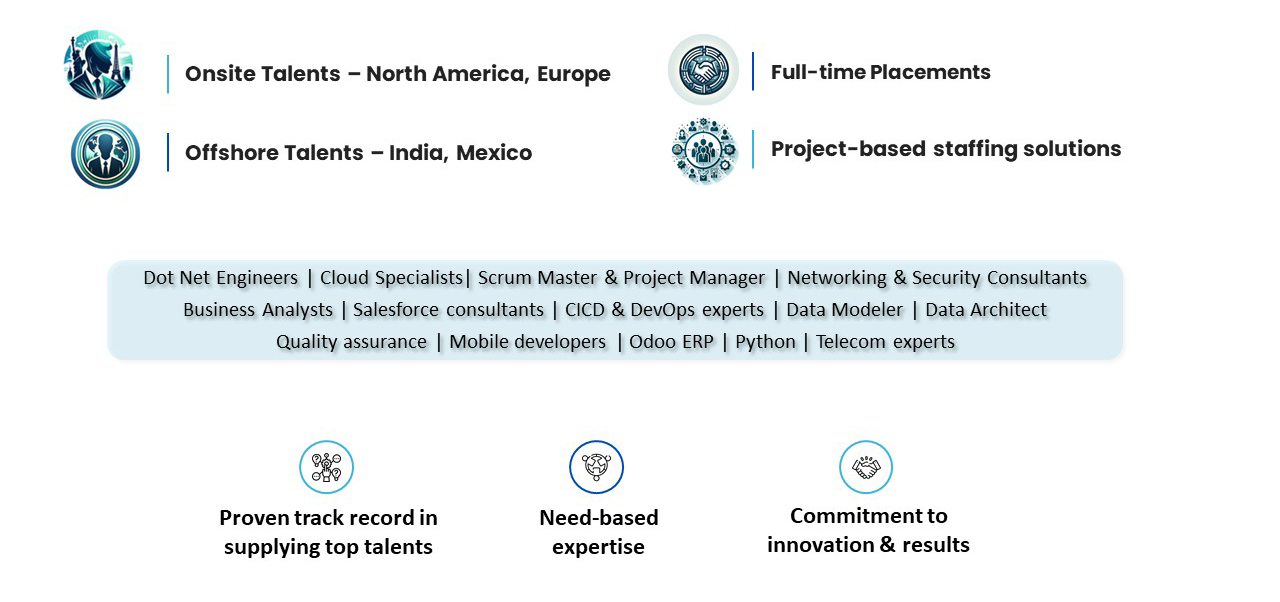 Onsite Talents – North America, Europe
Full-time Placements
Offshore Talents – India, Mexico
Project-based staffing solutions
Dot Net Engineers | Cloud Specialists| Scrum Master & Project Manager | Networking & Security Consultants
Business Analysts | Salesforce consultants | CICD & DevOps experts | Data Modeler | Data Architect
Quality assurance | Mobile developers | Odoo ERP | Python | Telecom experts
Proven track record in
supplying top talents
Need-based
expertise
Commitment to
innovation & results